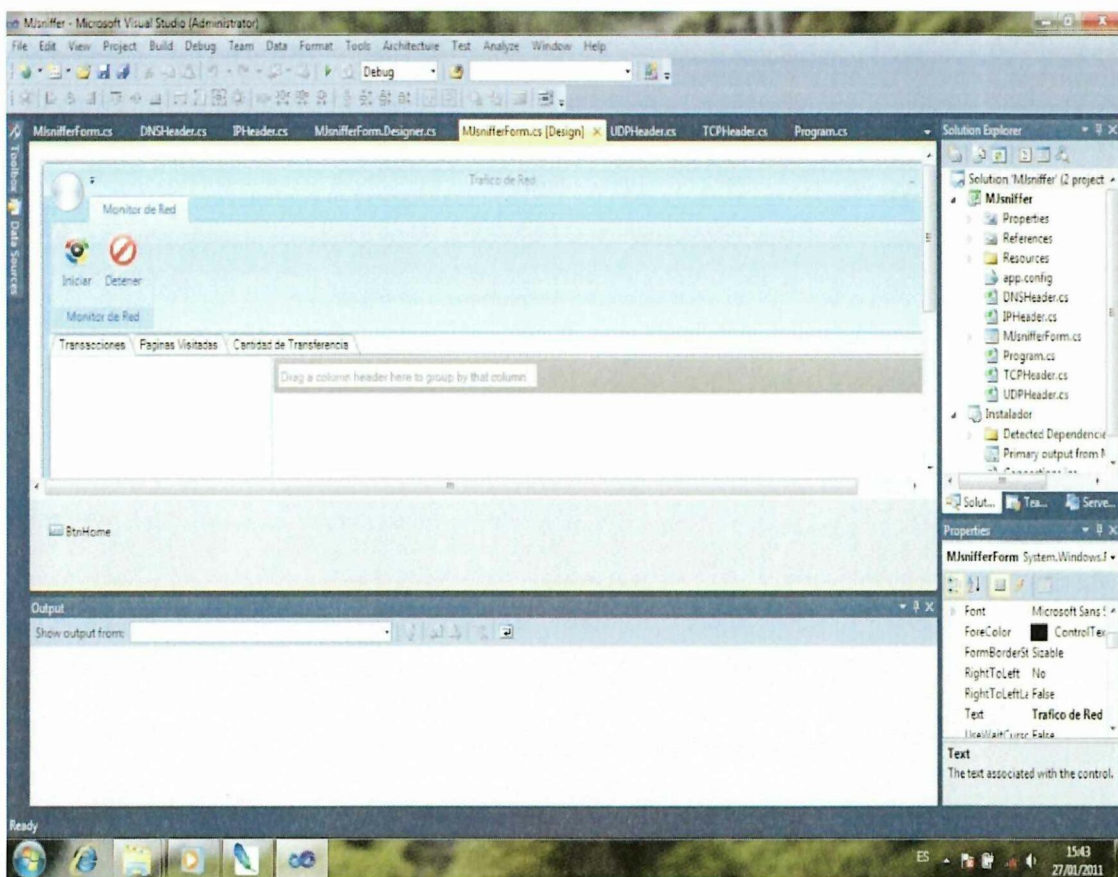 MJsniffer - Microsoft Visual Studio (Administrator)
File Edit View Project Build Debug Team Data Format Tools Architecture Test Analyze Window Help
Debug
MJsnifferForm.cs DNSHeader.cs IPHeader.cs MJsnifferForm.Designer.cs MJsnifferForm.cs [Design] UDPHeader.cs TCPHeader.cs Program.cs
Toolbox
Data Sources
Trafico de Red
Monitor de Red
Iniciar Detener
Monitor de Red
Transacciones Paginas Visitadas Cantidad de Transferencia
Drag a column header here to group by that column
BtnHome
Output
Show output from:
Solution Explorer
Solution 'MJsniffer' (2 project
MJsniffer
Properties
References
Resources
app.config
DNSHeader.cs
IPHeader.cs
MJsnifferForm.cs
Program.cs
TCPHeader.cs
UDPHeader.cs
Instalador
Detected Dependencie
Primary output from
Solut... Tea... Serve...
Properties
MJsnifferForm System.Windows.F
Font Microsoft Sans S
ForeColor ControlTex
FormBorderSt Sizable
RightToLeft No
RightToLeftLa False
Text Trafico de Red
UseWaitCurso False
Text
The text associated with the control.
Ready
ES
15:43
27/01/2011